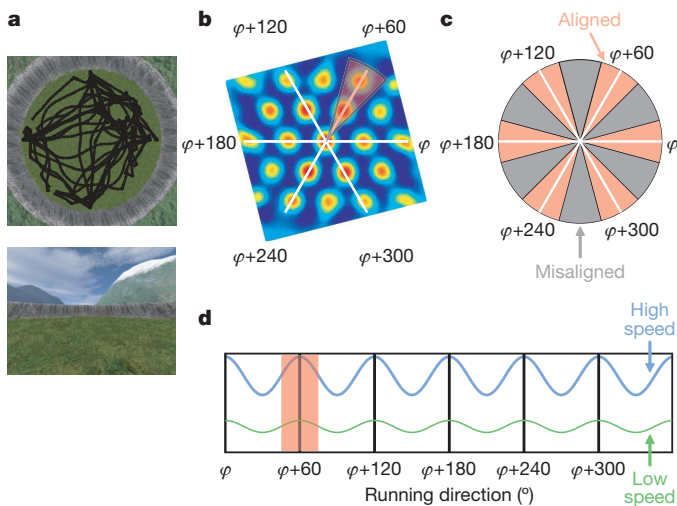 a
b
φ+120
φ+60
φ+180
φ
φ+240
φ+300
c
Aligned
φ+120
φ+60
φ+180
φ
φ+240
φ+300
Misaligned
d
High
speed
φ
φ+60
φ+120
φ+180
φ+240
φ+300
Running direction (º)
Low
speed